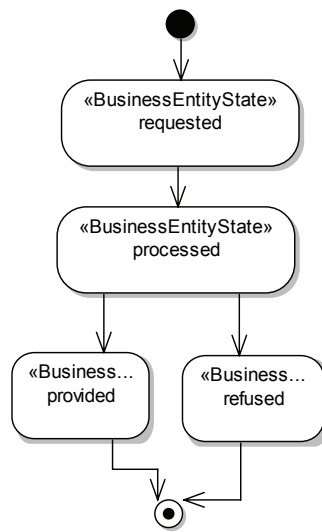 «BusinessEntityState»
requested
«BusinessEntityState»
processed
«Business...
provided
«Business...
refused